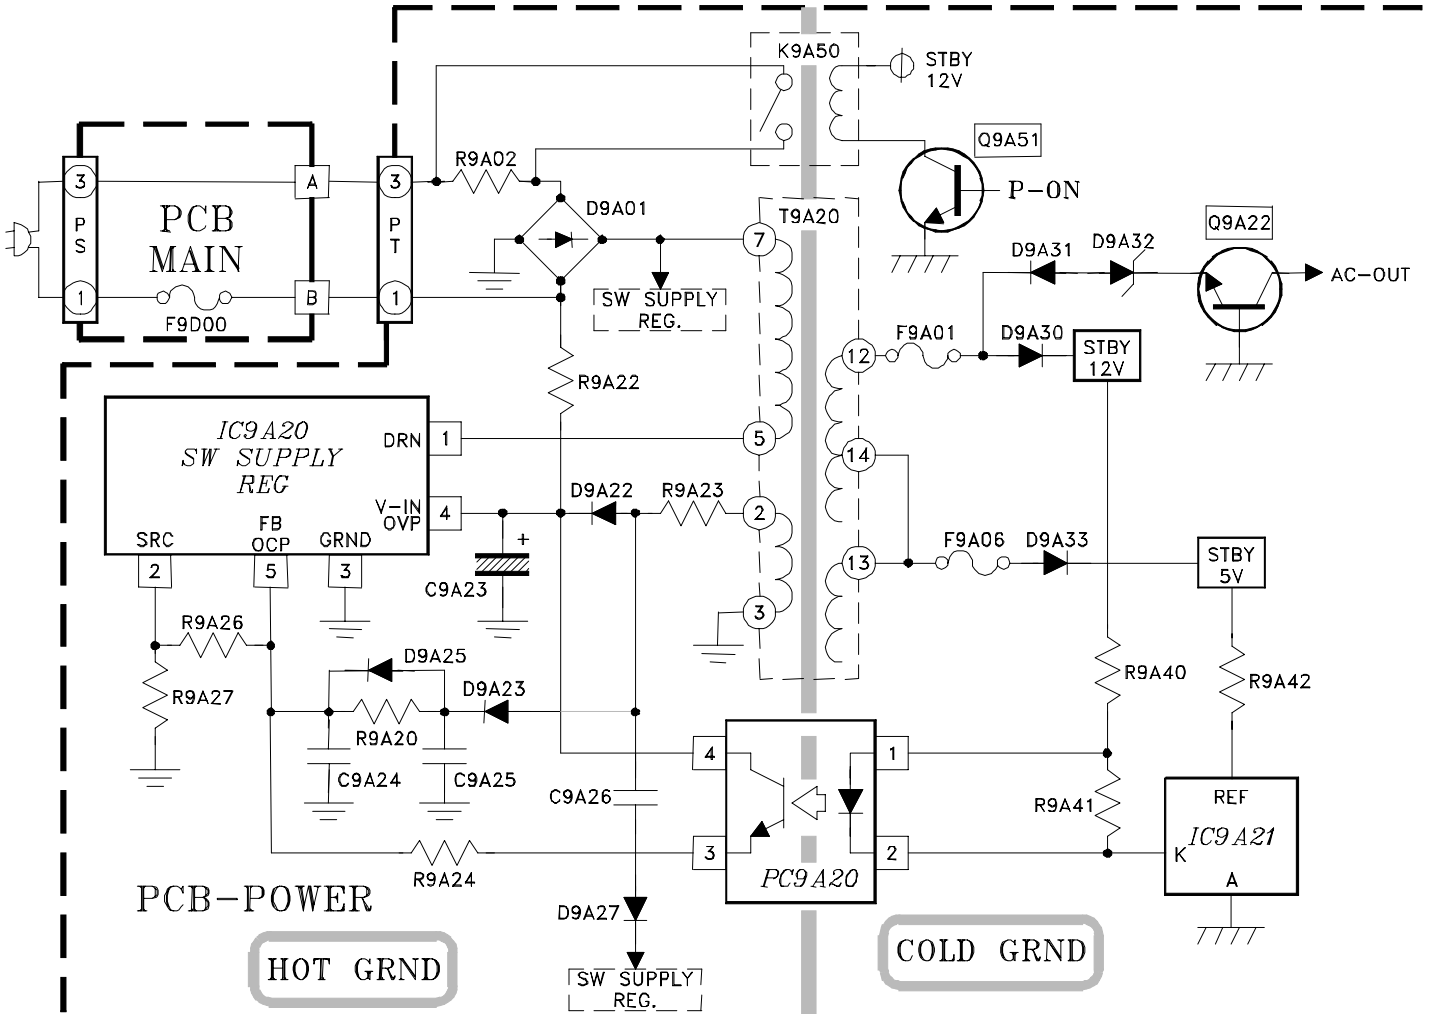 K9A50
STBY
12V
Q9A51
P-ON
R9A02
3
A
3
PCB
MAIN
P
S
P
T
1
F9D00
B
1
D9A01
7
T9A20
SW SUPPLY
REG.
Q9A22
D9A31
D9A32
AC-OUT
F9A01
D9A30
12
STBY
12V
R9A22
IC9A20
SW SUPPLY
REG
DRN
1
5
14
V-IN
OVP
4
D9A22
R9A23
2
SRC
FB
OCP
GRND
2
5
3
+
C9A23
13
F9A06
D9A33
STBY
5V
3
R9A26
R9A27
D9A25
D9A23
R9A20
C9A24
C9A25
R9A40
R9A42
4
1
C9A26
R9A41
REF
IC9A21
K
A
3
2
PC9A20
R9A24
PCB-POWER
D9A27
HOT GRND
COLD GRND
SW SUPPLY
REG.